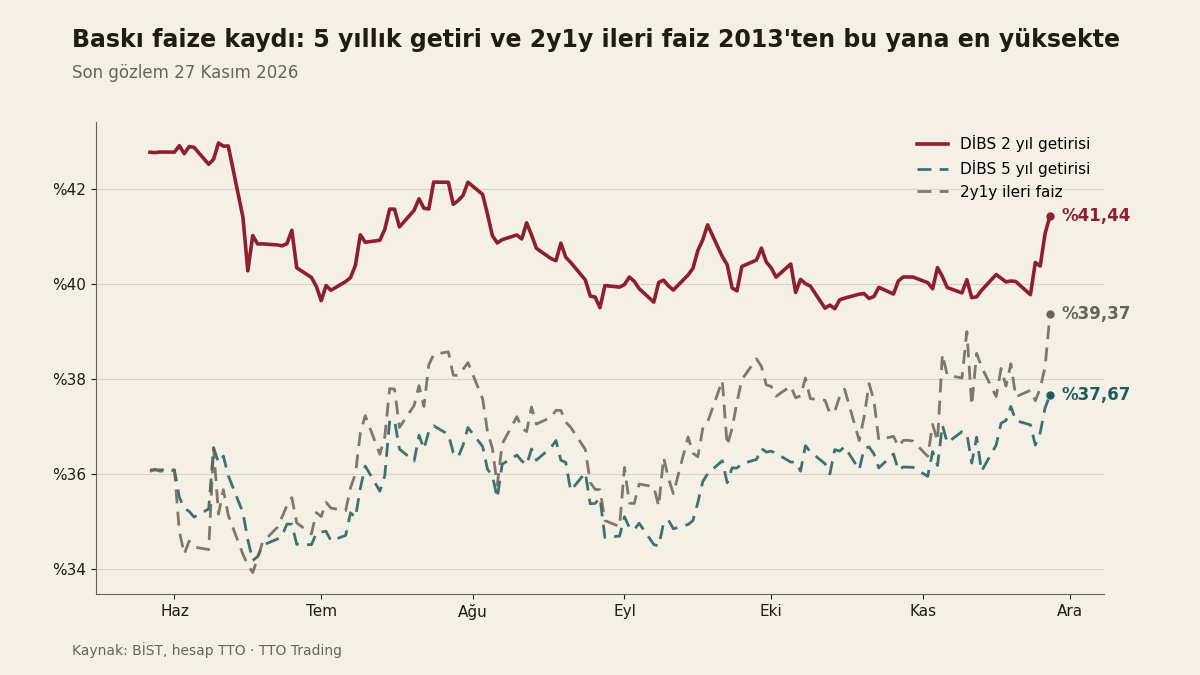 Baskı faize kaydı: 5 yıllık getiri ve 2y1y ileri faiz 2013'ten bu yana en yüksekte
Son gözlem 27 Kasım 2026
DİBS 2 yıl getirisi
DİBS 5 yıl getirisi
2y1y ileri faiz
%42
%40
%38
%36
%34
%41,44
%39,37
%37,67
Haz Tem Ağu Eyl Eki Kas Ara
Kaynak: BİST, hesap TTO · TTO Trading